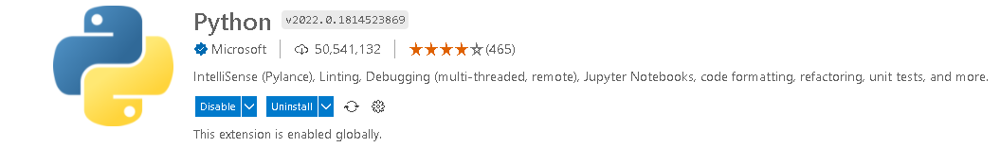 Python v2022.0.1814523869
Microsoft 50,541,132 (465)
IntelliSense (Pylance), Linting, Debugging (multi-threaded, remote), Jupyter Notebooks, code formatting, refactoring, unit tests, and more.
Disable Uninstall
This extension is enabled globally.